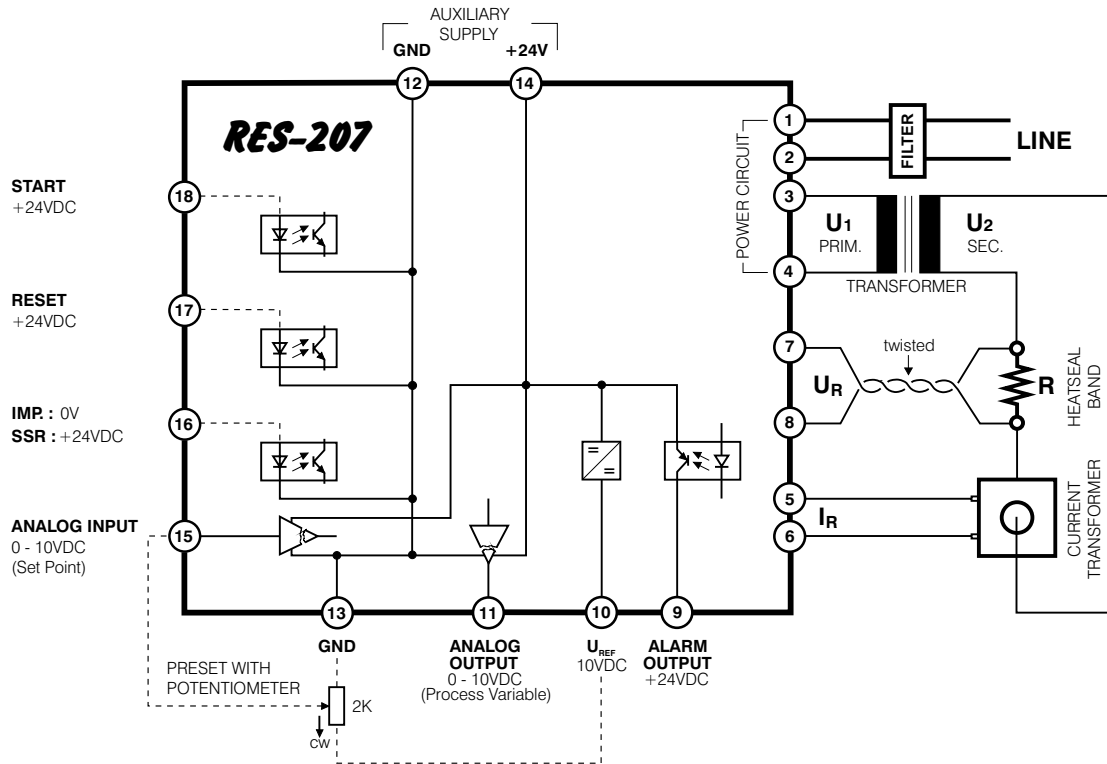 AUXILIARY
SUPPLY
GND
+24V
12
14
RES-207
1
2
3
4
POWER CIRCUIT
FILTER
LINE
START
+24VDC
18
U1
PRIM.
U2
SEC.
TRANSFORMER
RESET
+24VDC
17
7
8
UR
twisted
R
HEATSEAL
BAND
IMP. : 0V
SSR : +24VDC
16
ANALOG INPUT
0 - 10VDC
(Set Point)
15
5
6
IR
CURRENT
TRANSFORMER
13
11
10
9
GND
ANALOG
OUTPUT
0 - 10VDC
(Process Variable)
UREF
10VDC
ALARM
OUTPUT
+24VDC
PRESET WITH
POTENTIOMETER
2K
CW